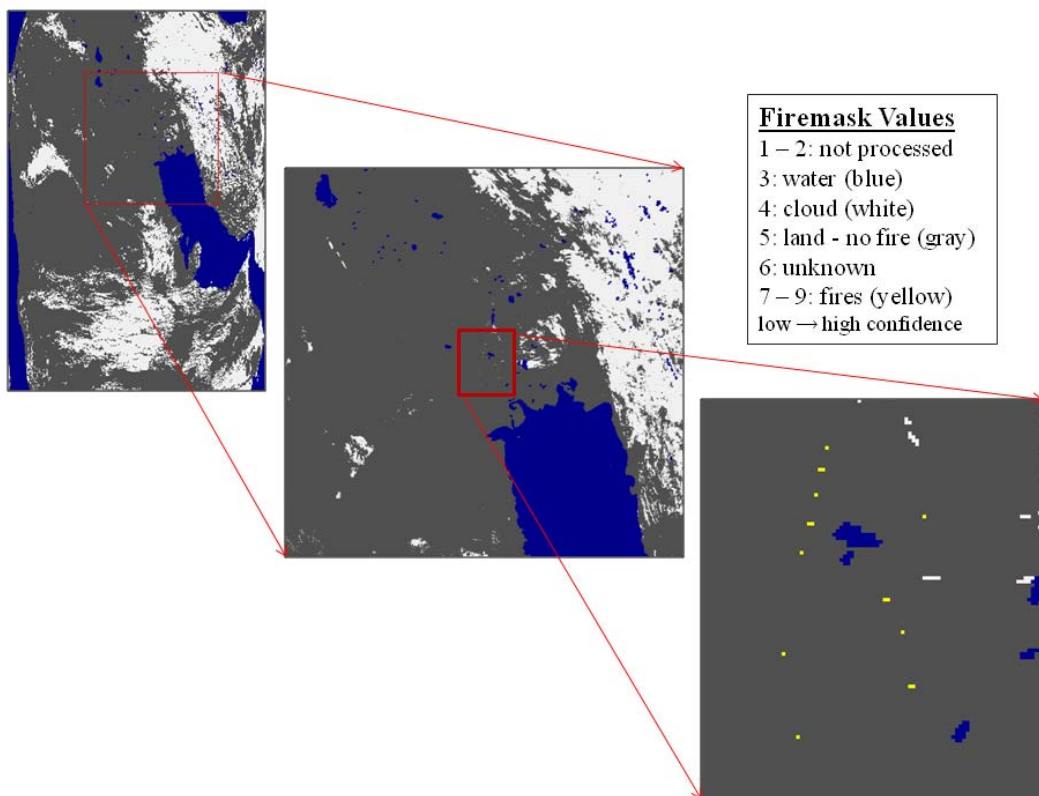 Firemask Values
1 – 2: not processed
3: water (blue)
4: cloud (white)
5: land - no fire (gray)
6: unknown
7 – 9: fires (yellow)
low → high confidence